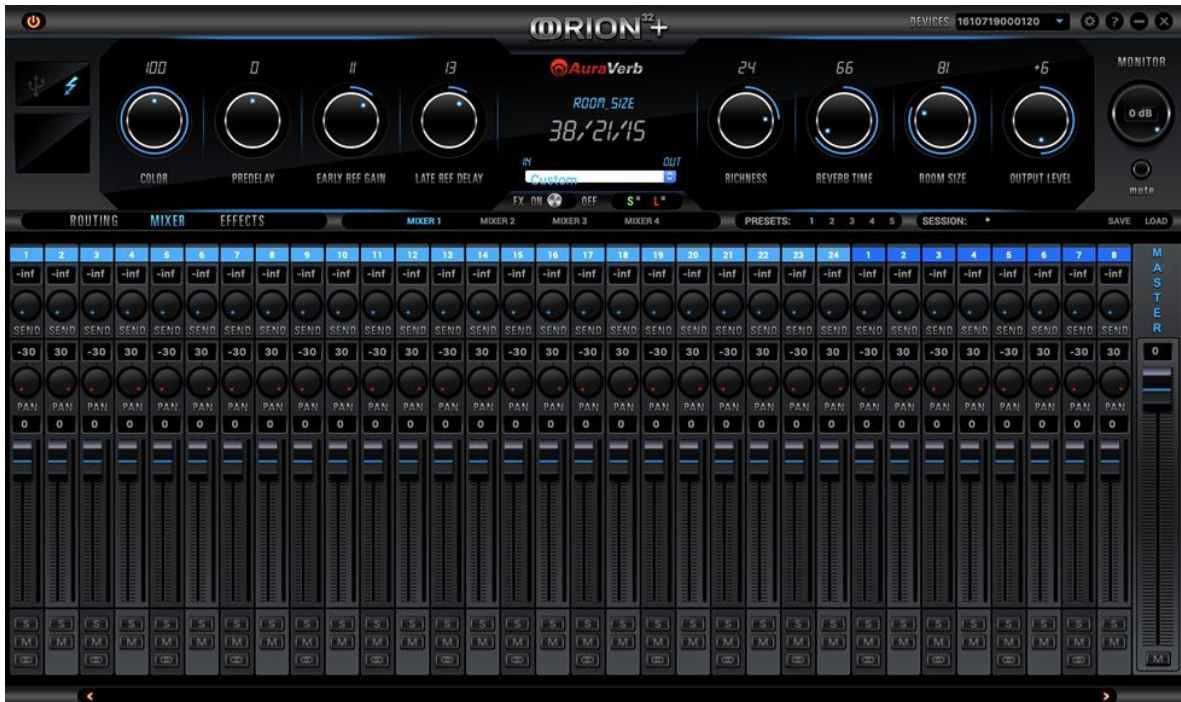 ORION 32+
DEVICES 1610719000120 ?
100 0 11 13 AuraVerb 24 66 81 +6 MONITOR
ROOM_SIZE
38/21/15
0 dB
IN OUT
Custom
COLOR PREDELAY EARLY REF GAIN LATE REF DELAY RICHNESS REVERB TIME ROOM SIZE OUTPUT LEVEL
mute
FX ON OFF S L
ROUTING MIXER EFFECTS MIXER 1 MIXER 2 MIXER 3 MIXER 4 PRESETS: 1 2 3 4 5 SESSION: * SAVE LOAD
1 2 3 4 5 6 7 8 9 10 11 12 13 14 15 16 17 18 19 20 21 22 23 24 1 2 3 4 5 6 7 8 MASTER
-inf -inf -inf -inf -inf -inf -inf -inf -inf -inf -inf -inf -inf -inf -inf -inf -inf -inf -inf -inf -inf -inf -inf -inf -inf -inf -inf -inf -inf -inf -inf -inf
SEND SEND SEND SEND SEND SEND SEND SEND SEND SEND SEND SEND SEND SEND SEND SEND SEND SEND SEND SEND SEND SEND SEND SEND SEND SEND SEND SEND SEND SEND SEND SEND
-30 30 -30 30 -30 30 -30 30 -30 30 -30 30 -30 30 -30 30 -30 30 -30 30 -30 30 -30 30 -30 30 -30 30 -30 30 -30 30 0
PAN PAN PAN PAN PAN PAN PAN PAN PAN PAN PAN PAN PAN PAN PAN PAN PAN PAN PAN PAN PAN PAN PAN PAN PAN PAN PAN PAN PAN PAN PAN PAN
0 0 0 0 0 0 0 0 0 0 0 0 0 0 0 0 0 0 0 0 0 0 0 0 0 0 0 0 0 0 0 0
S S S S S S S S S S S S S S S S S S S S S S S S S S S S S S S S
M M M M M M M M M M M M M M M M M M M M M M M M M M M M M M M M
M